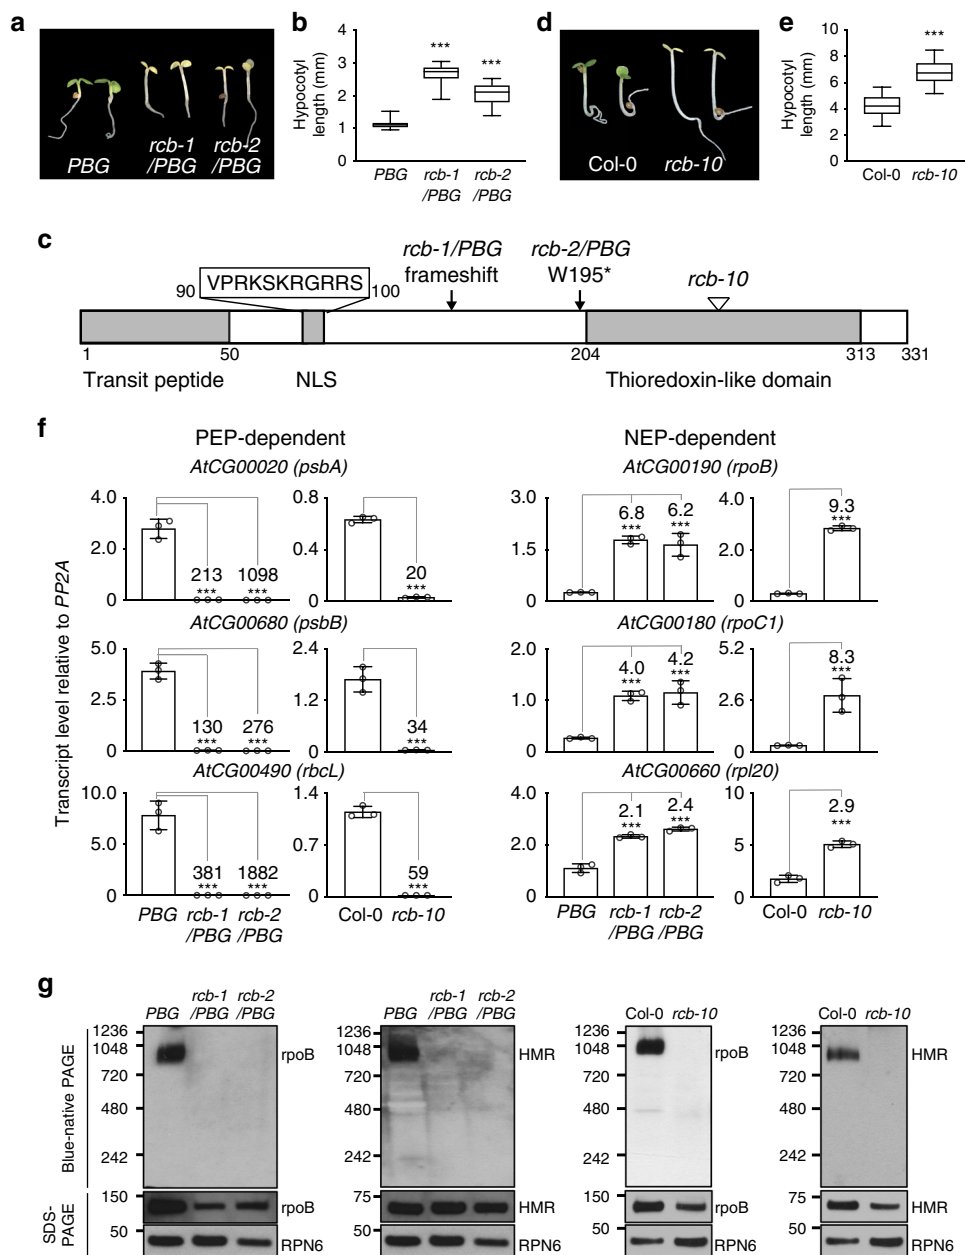 a
PBG
rcb-1
/PBG
rcb-2
/PBG
b
Hypocotyl
length (mm)
4
3
2
1
0
***
***
PBG
rcb-1
/PBG
rcb-2
/PBG
d
Col-0
rcb-10
e
Hypocotyl
length (mm)
10
8
6
4
2
0
***
Col-0 rcb-10
c
90 VPRKSKRGRRS 100
rcb-1/PBG
frameshift
rcb-2/PBG
W195*
rcb-10
1 50 204 313 331
Transit peptide NLS Thioredoxin-like domain
f
PEP-dependent
NEP-dependent
Transcript level relative to PP2A
AtCG00020 (psbA)
4.0
2.0
0
213 1098
*** ***
0.8
0.4
0
20
***
AtCG00190 (rpoB)
3.0
1.5
0
6.8 6.2
*** ***
4.0
2.0
0
9.3
***
AtCG00680 (psbB)
5.0
2.5
0
130 276
*** ***
2.4
1.2
0
34
***
AtCG00180 (rpoC1)
2.0
1.0
0
4.0 4.2
*** ***
5.2
2.6
0
8.3
***
AtCG00490 (rbcL)
10.0
5.0
0
381 1882
*** ***
1.4
0.7
0
59
***
AtCG00660 (rpl20)
4.0
2.0
0
2.1 2.4
*** ***
10
5
0
2.9
***
PBG rcb-1 rcb-2
/PBG /PBG
Col-0 rcb-10
PBG rcb-1 rcb-2
/PBG /PBG
Col-0 rcb-10
g
Blue-native PAGE
SDS-
PAGE
PBG rcb-1 rcb-2
/PBG /PBG
1236
1048
720
480
242
rpoB
150
rpoB
50
RPN6
PBG rcb-1 rcb-2
/PBG /PBG
1236
1048
720
480
242
HMR
75
HMR
50
RPN6
Col-0 rcb-10
1236
1048
720
480
242
rpoB
150
rpoB
50
RPN6
Col-0 rcb-10
1236
1048
720
480
242
HMR
75
HMR
50
RPN6